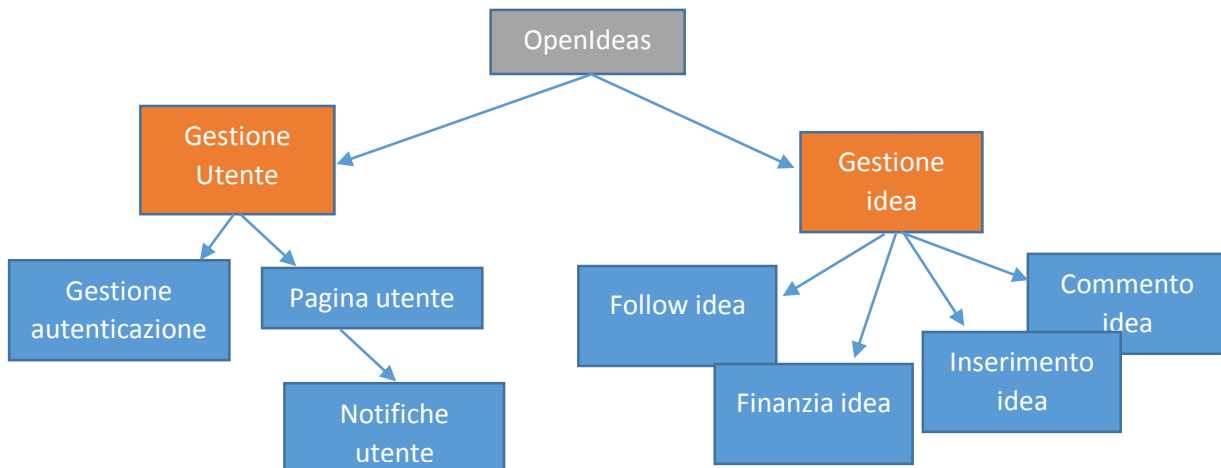 OpenIdeas
Gestione
Utente
Gestione
idea
Gestione
autenticazione
Pagina utente
Notifiche
utente
Follow idea
Finanzia idea
Inserimento
idea
Commento
idea